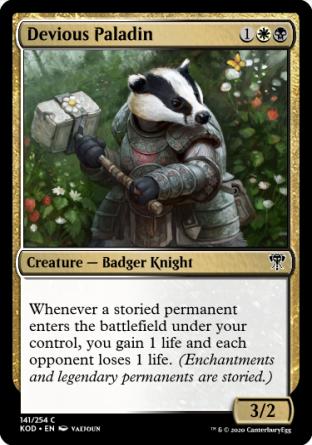 Devious Paladin 1
Creature — Badger Knight
Whenever a storied permanent
enters the battlefield under your
control, you gain 1 life and each
opponent loses 1 life. (Enchantments
and legendary permanents are storied.)
3/2
141/254 C
KOD • EN VAEJOUN ™ & © 2020 CanterburyEgg